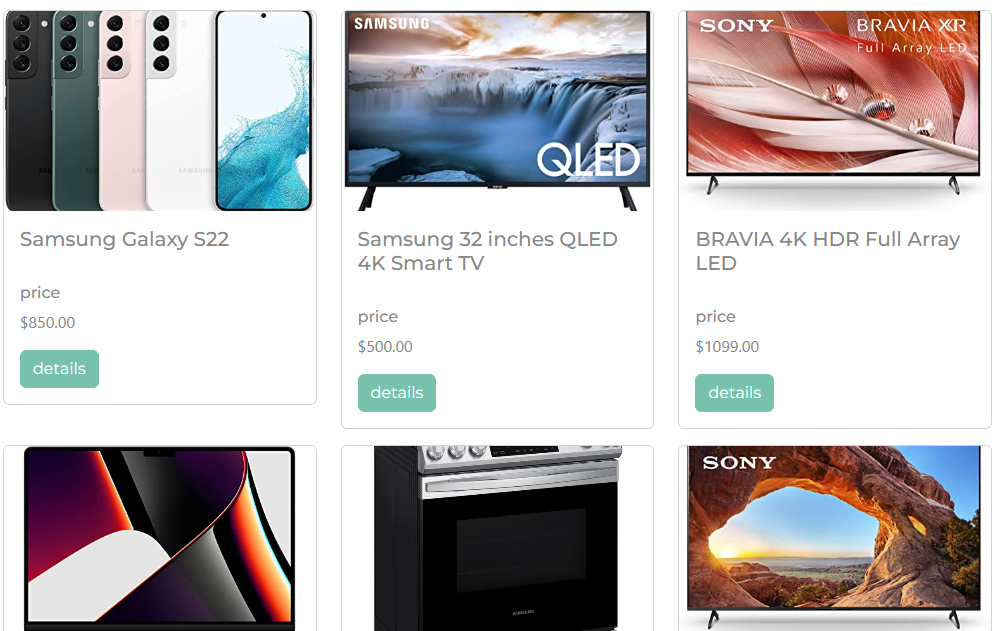 SAMSUNG
QLED
SONY
BRAVIA XR
Full Array LED
Samsung Galaxy S22
price
$850.00
details
Samsung 32 inches QLED
4K Smart TV
price
$500.00
details
BRAVIA 4K HDR Full Array
LED
price
$1099.00
details
SAMSUNG
SONY